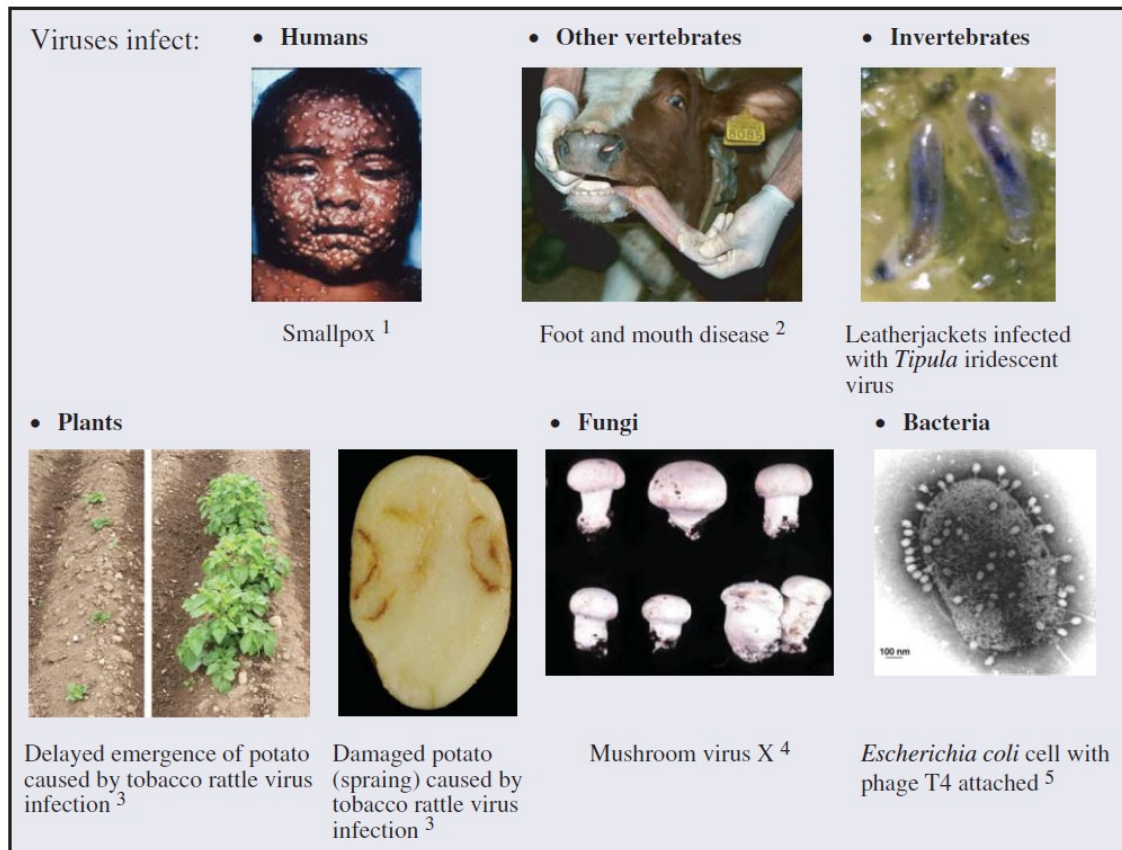 Viruses infect:
• Humans
• Other vertebrates
• Invertebrates
8085
Smallpox 1
Foot and mouth disease 2
Leatherjackets infected
with Tipula iridescent
virus
• Plants
• Fungi
• Bacteria
100 nm
Delayed emergence of potato
caused by tobacco rattle virus
infection 3
Damaged potato
(spraing) caused by
tobacco rattle virus
infection 3
Mushroom virus X 4
Escherichia coli cell with
phage T4 attached 5